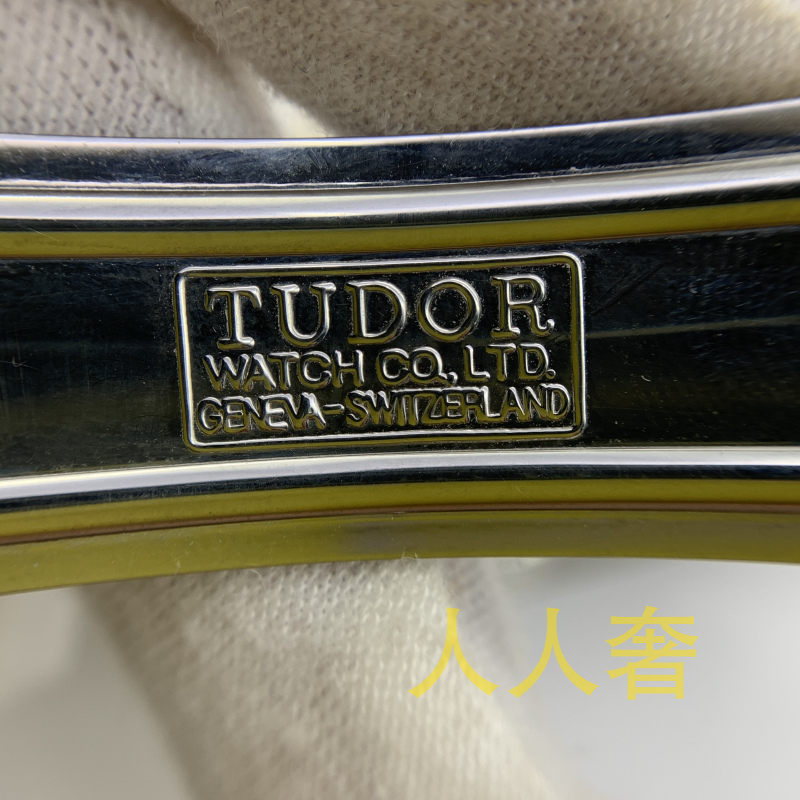 TUDOR
WATCH CO., LTD.
GENEVA-SWITZERLAND
人人奢